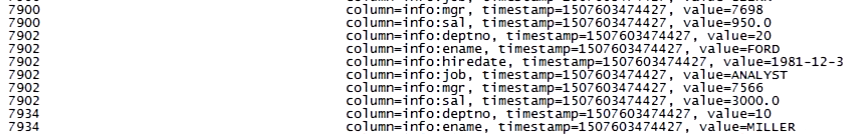 7900 column=info:mgr, timestamp=1507603474427, value=7698
7900 column=info:sal, timestamp=1507603474427, value=950.0
7902 column=info:deptno, timestamp=1507603474427, value=20
7902 column=info:ename, timestamp=1507603474427, value=FORD
7902 column=info:hiredate, timestamp=1507603474427, value=1981-12-3
7902 column=info:job, timestamp=1507603474427, value=ANALYST
7902 column=info:mgr, timestamp=1507603474427, value=7566
7902 column=info:sal, timestamp=1507603474427, value=3000.0
7934 column=info:deptno, timestamp=1507603474427, value=10
7934 column=info:ename, timestamp=1507603474427, value=MILLER